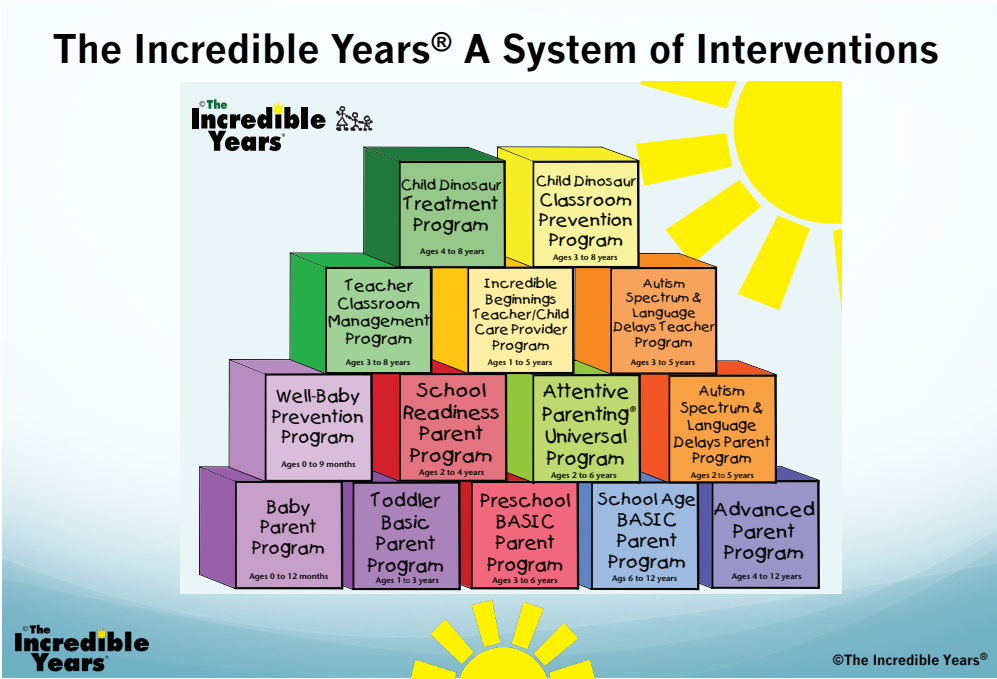 The Incredible Years® A System of Interventions
©The
Incredible
Years®
Child Dinosaur
Treatment
Program
Ages 4 to 8 years
Child Dinosaur
Classroom
Prevention
Program
Ages 3 to 8 years
Teacher
Classroom
Management
Program
Ages 3 to 8 years
Incredible
Beginnings
Teacher/Child
Care Provider
Program
Ages 1 to 5 years
Autism
Spectrum &
Language
Delays Teacher
Program
Ages 3 to 5 years
Well-Baby
Prevention
Program
Ages 0 to 9 months
School
Readiness
Parent
Program
Ages 2 to 4 years
Attentive
Parenting®
Universal
Program
Ages 2 to 6 years
Autism
Spectrum &
Language
Delays Parent
Program
Ages 2 to 5 years
Baby
Parent
Program
Ages 0 to 12 months
Toddler
Basic
Parent
Program
Ages 1 to 3 years
Preschool
BASIC
Parent
Program
Ages 3 to 6 years
School Age
BASIC
Parent
Program
Ags 6 to 12 years
Advanced
Parent
Program
Ages 4 to 12 years
©The
Incredible
Years®
©The Incredible Years®